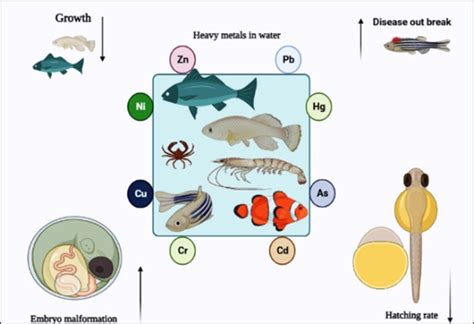 Growth
Heavy metals in water
Disease out break
Zn
Pb
Ni
Hg
Cu
As
Cr
Cd
Embryo malformation
Hatching rate